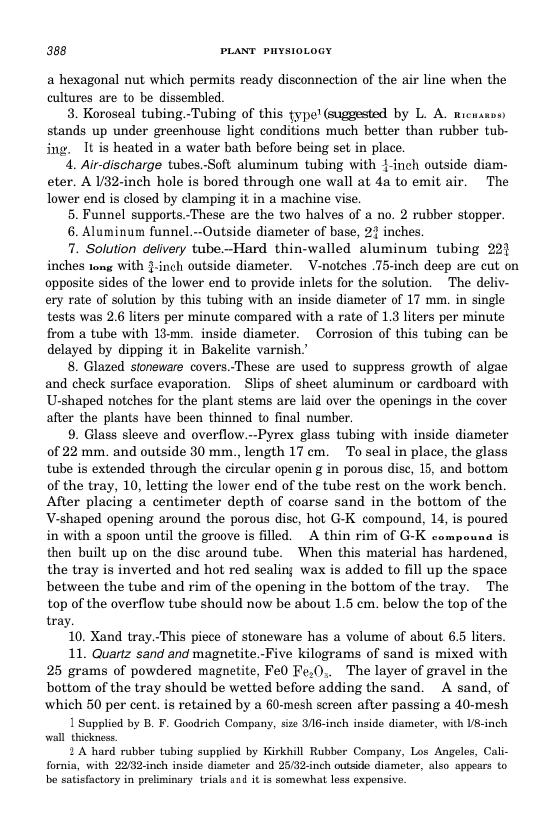 388
PLANT PHYSIOLOGY
a hexagonal nut which permits ready disconnection of the air line when the
cultures are to be dissembled.
3. Koroseal tubing.-Tubing of this type¹ (suggested by L. A. RICHARDS)
stands up under greenhouse light conditions much better than rubber tub-
ing. It is heated in a water bath before being set in place.
4. Air-discharge tubes.-Soft aluminum tubing with ¼-inch outside diam-
eter. A l/32-inch hole is bored through one wall at 4a to emit air. The
lower end is closed by clamping it in a machine vise.
5. Funnel supports.-These are the two halves of a no. 2 rubber stopper.
6. Aluminum funnel.--Outside diameter of base, 2¾ inches.
7. Solution delivery tube.--Hard thin-walled aluminum tubing 22¾
inches long with ¾-inch outside diameter. V-notches .75-inch deep are cut on
opposite sides of the lower end to provide inlets for the solution. The deliv-
ery rate of solution by this tubing with an inside diameter of 17 mm. in single
tests was 2.6 liters per minute compared with a rate of 1.3 liters per minute
from a tube with 13-mm. inside diameter. Corrosion of this tubing can be
delayed by dipping it in Bakelite varnish.'
8. Glazed stoneware covers.-These are used to suppress growth of algae
and check surface evaporation. Slips of sheet aluminum or cardboard with
U-shaped notches for the plant stems are laid over the openings in the cover
after the plants have been thinned to final number.
9. Glass sleeve and overflow.--Pyrex glass tubing with inside diameter
of 22 mm. and outside 30 mm., length 17 cm. To seal in place, the glass
tube is extended through the circular openin g in porous disc, 15, and bottom
of the tray, 10, letting the lower end of the tube rest on the work bench.
After placing a centimeter depth of coarse sand in the bottom of the
V-shaped opening around the porous disc, hot G-K compound, 14, is poured
in with a spoon until the groove is filled. A thin rim of G-K compound is
then built up on the disc around tube. When this material has hardened,
the tray is inverted and hot red sealing wax is added to fill up the space
between the tube and rim of the opening in the bottom of the tray. The
top of the overflow tube should now be about 1.5 cm. below the top of the
tray.
10. Xand tray.-This piece of stoneware has a volume of about 6.5 liters.
11. Quartz sand and magnetite.-Five kilograms of sand is mixed with
25 grams of powdered magnetite, Fe0 Fe₂O₃. The layer of gravel in the
bottom of the tray should be wetted before adding the sand. A sand, of
which 50 per cent. is retained by a 60-mesh screen after passing a 40-mesh
1 Supplied by B. F. Goodrich Company, size 3/l6-inch inside diameter, with l/8-inch
wall thickness.
2 A hard rubber tubing supplied by Kirkhill Rubber Company, Los Angeles, Cali-
fornia, with 22/32-inch inside diameter and 25/32-inch outside diameter, also appears to
be satisfactory in preliminary trials and it is somewhat less expensive.